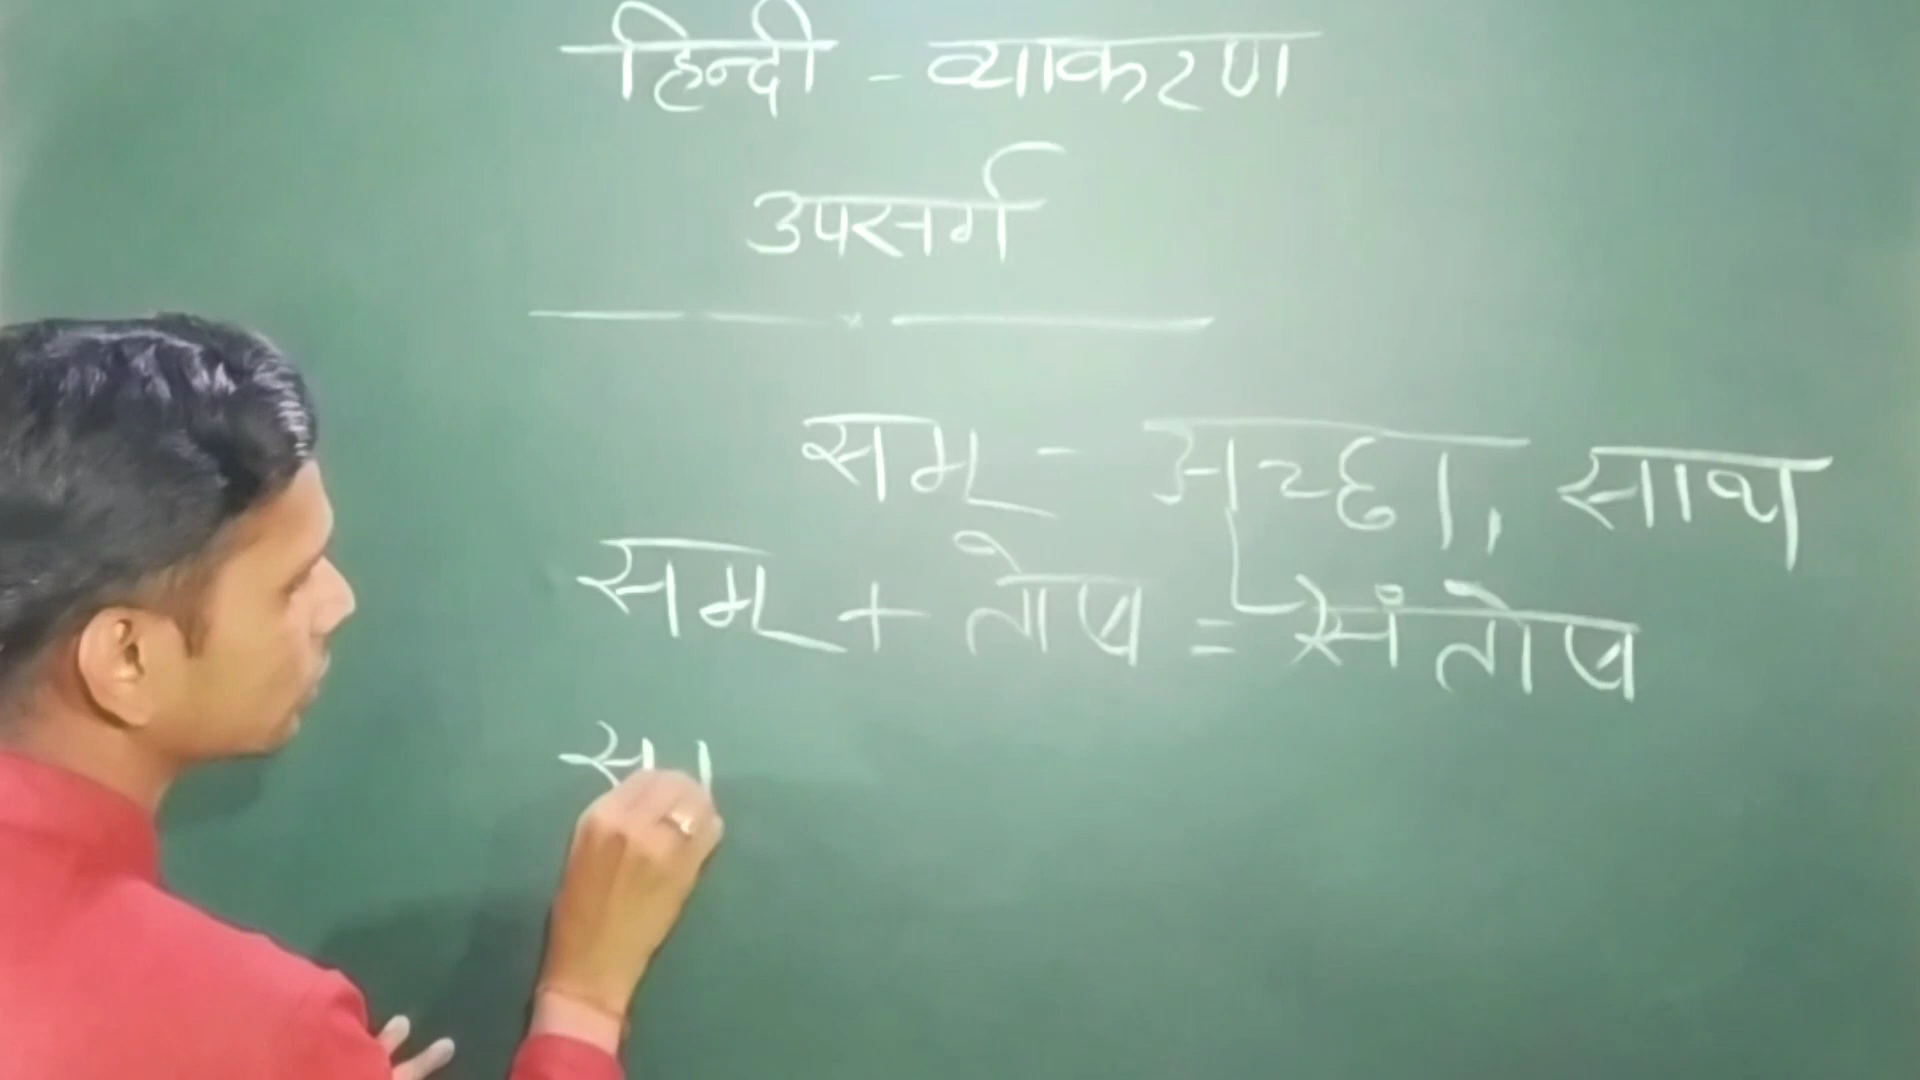 हिन्दी - व्याकरण
उपसर्ग
सम् - अच्छा, साथ
सम् + तोष = संतोष